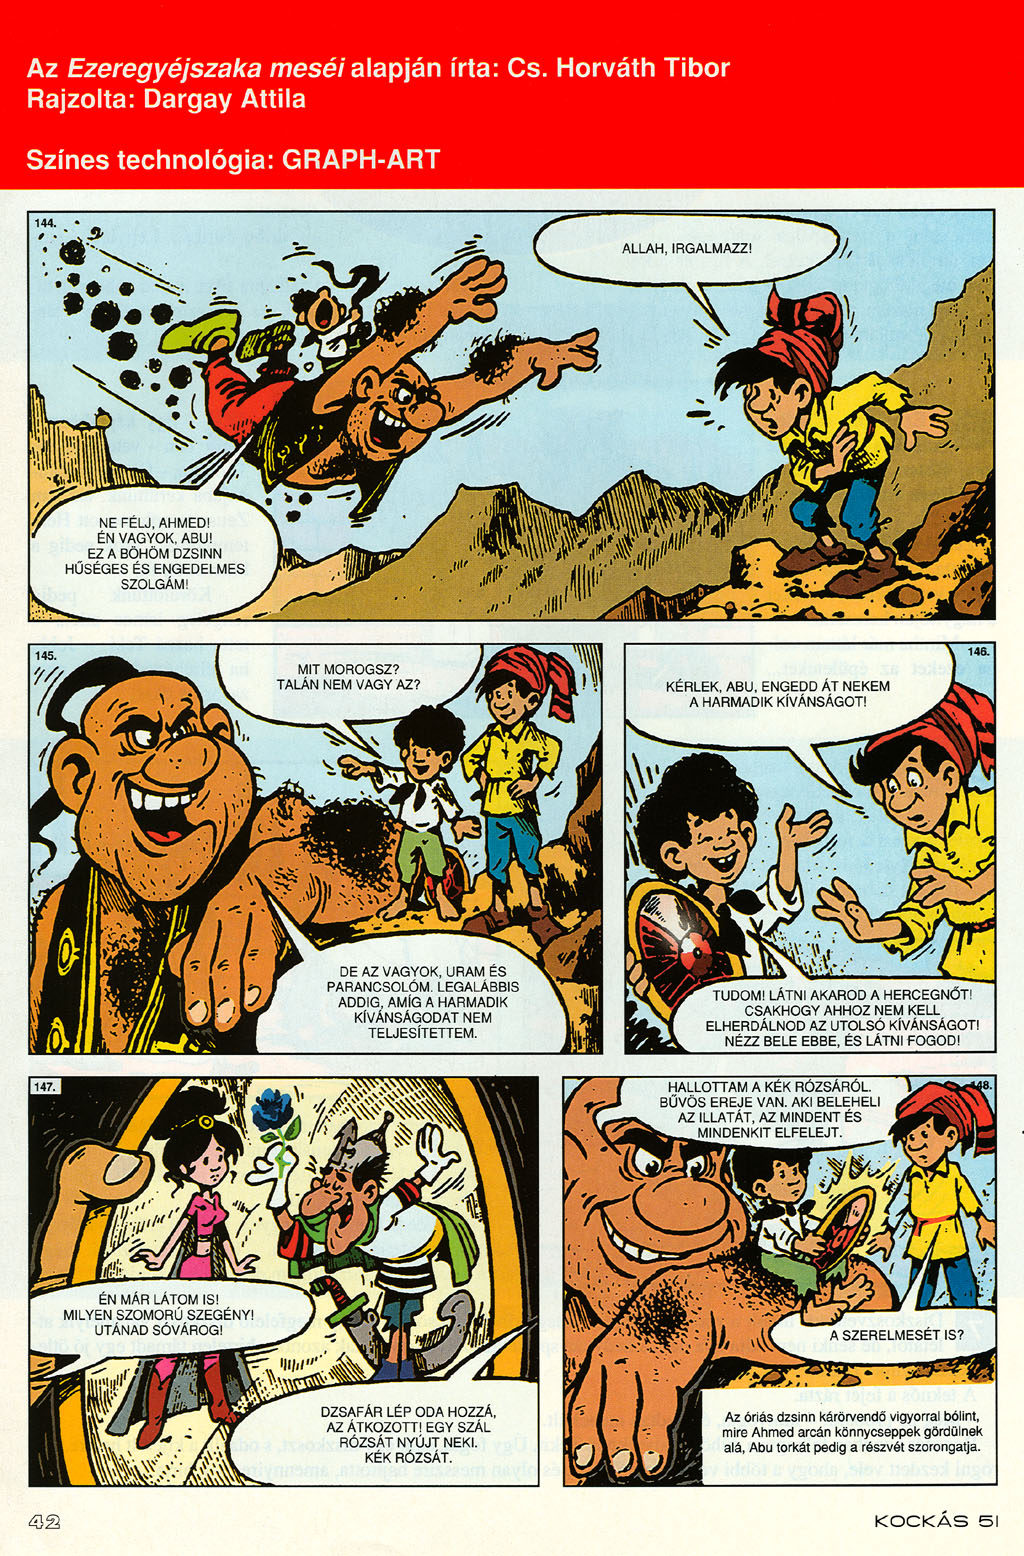 Az Ezeregyéjszaka meséi alapján írta: Cs. Horváth Tibor
Rajzolta: Dargay Attila
Színes technológia: GRAPH-ART
144.
ALLAH, IRGALMAZZ!
NE FÉLJ, AHMED!
ÉN VAGYOK, ABU!
EZ A BÖHÖM DZSINN
HŰSÉGES ÉS ENGEDELMES
SZOLGÁM!
145.
MIT MOROGSZ?
TALÁN NEM VAGY AZ?
DE AZ VAGYOK, URAM ÉS
PARANCSOLÓM. LEGALÁBBIS
ADDIG, AMÍG A HARMADIK
KÍVÁNSÁGODAT NEM
TELJESÍTETTEM.
146.
KÉRLEK, ABU, ENGEDD ÁT NEKEM
A HARMADIK KÍVÁNSÁGOT!
TUDOM! LÁTNI AKAROD A HERCEGNŐT!
CSAKHOGY AHHOZ NEM KELL
ELHERDÁLNOD AZ UTOLSÓ KÍVÁNSÁGOT!
NÉZZ BELE EBBE, ÉS LÁTNI FOGOD!
147.
ÉN MÁR LÁTOM IS!
MILYEN SZOMORÚ SZEGÉNY!
UTÁNAD SÓVÁROG!
DZSAFÁR LÉP ODA HOZZÁ,
AZ ÁTKOZOTT! EGY SZÁL
RÓZSÁT NYÚJT NEKI.
KÉK RÓZSÁT.
148.
HALLOTTAM A KÉK RÓZSÁRÓL.
BŰVÖS EREJE VAN. AKI BELEHELI
AZ ILLATÁT, AZ MINDENT ÉS
MINDENKIT ELFELEJT.
A SZERELMESÉT IS?
Az óriás dzsinn kárörvendő vigyorral bólint,
mire Ahmed arcán könnycseppek gördülnek
alá, Abu torkát pedig a részvét szorongatja.
42
KOCKÁS 51